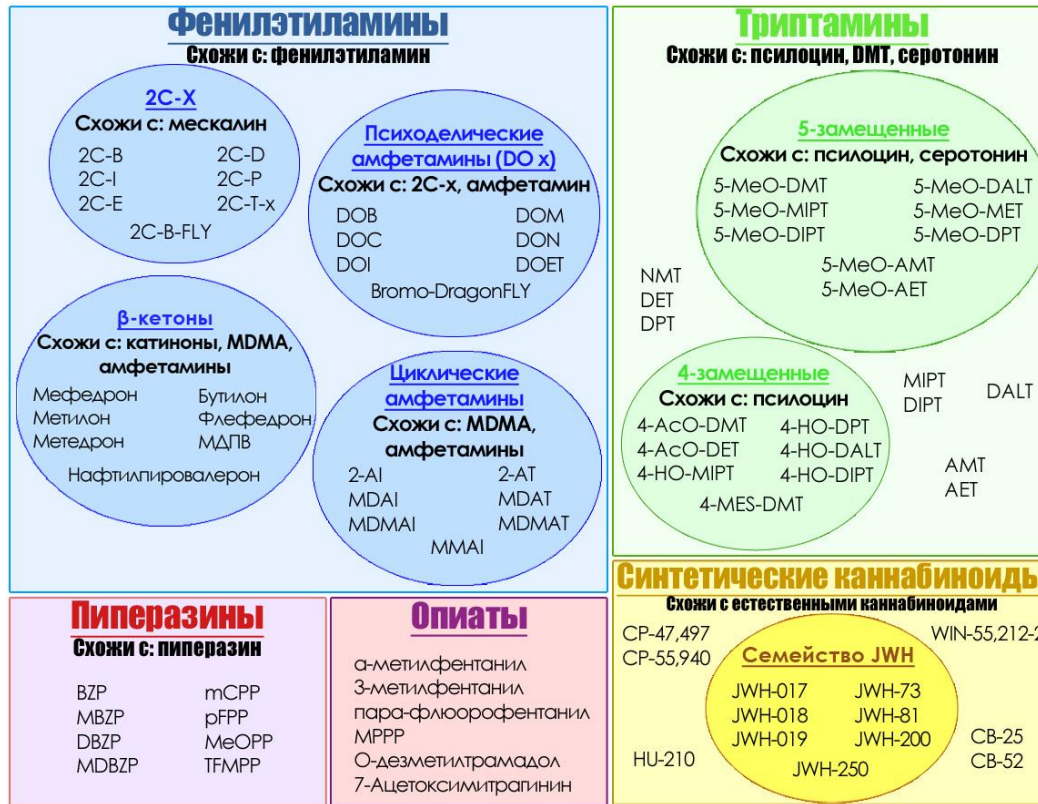 Фенилэтиламины
Схожи с: фенилэтиламин
2C-X
Схожи с: мескалин
2C-B 2C-D
2C-I 2C-P
2C-E 2C-T-x
2C-B-FLY
Психоделические
амфетамины (DO x)
Схожи с: 2C-x, амфетамин
DOB DOM
DOC DON
DOI DOET
Bromo-DragonFLY
β-кетоны
Схожи с: катиноны, MDMA,
амфетамины
Мефедрон Бутилон
Метилон Флефедрон
Метедрон МДПВ
Нафтилпировалерон
Циклические
амфетамины
Схожи с: MDMA,
амфетамины
2-AI 2-AT
MDAI MDAT
MDMAI MDMAT
MMAI
Триптамины
Схожи с: псилоцин, DMT, серотонин
5-замещенные
Схожи с: псилоцин, серотонин
5-MeO-DMT 5-MeO-DALT
5-MeO-MIPT 5-MeO-MET
5-MeO-DIPT 5-MeO-DPT
5-MeO-AMT
5-MeO-AET
NMT
DET
DPT
4-замещенные
Схожи с: псилоцин
4-AcO-DMT 4-HO-DPT
4-AcO-DET 4-HO-DALT
4-HO-MIPT 4-HO-DIPT
4-MES-DMT
MIPT
DIPT
DALT
AMT
AET
Пиперазины
Схожи с: пиперазин
BZP mCPP
MBZP pFPP
DBZP MeOPP
MDBZP TFMPP
Опиаты
α-метилфентанил
3-метилфентанил
пара-флюорофентанил
MPPP
О-дезметилтрамадол
7-Ацетоксимитрагинин
Синтетические каннабиноиды
Схожи с естественными каннабиноидами
CP-47,497
CP-55,940
WIN-55,212-2
Семейство JWH
JWH-017 JWH-73
JWH-018 JWH-81
JWH-019 JWH-200
JWH-250
HU-210
CB-25
CB-52